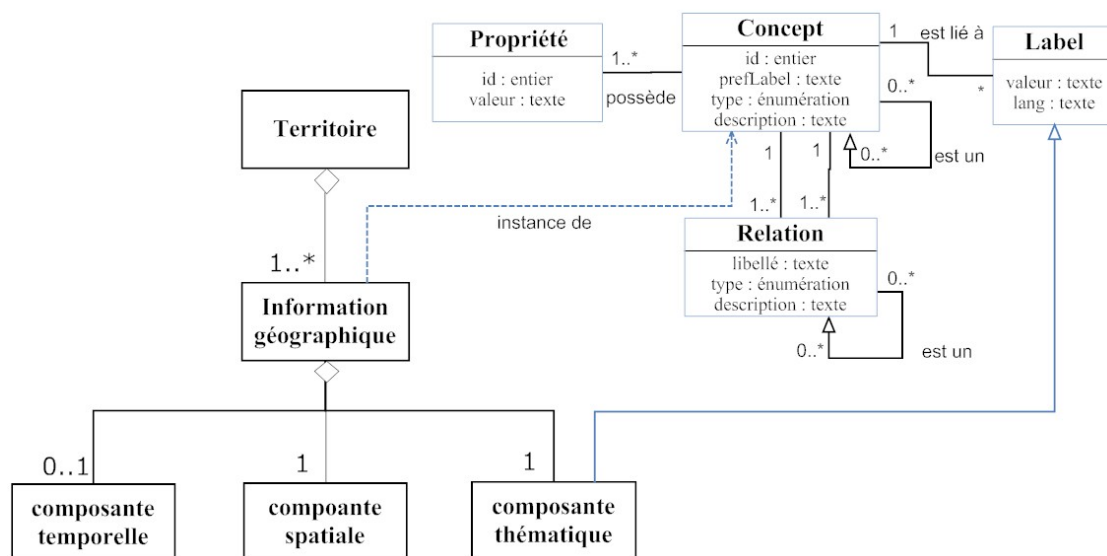 Propriété
id : entier
valeur : texte
1..*
possède
Concept
id : entier
prefLabel : texte
type : énumération
description : texte
1
est lié à
*
Label
valeur : texte
lang : texte
0..*
0..*
est un
Territoire
1
1
instance de
1..*
1..*
Relation
libellé : texte
type : énumération
description : texte
0..*
0..*
est un
1..*
Information
géographique
0..1
1
1
composante
temporelle
compoante
spatiale
composante
thématique